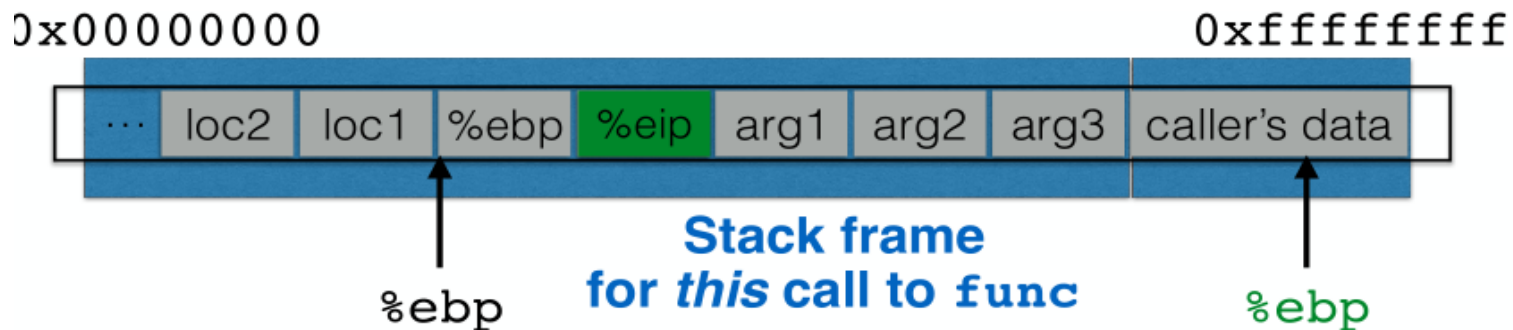 0x00000000 0xffffffff
... loc2 loc1 %ebp %eip arg1 arg2 arg3 caller's data
Stack frame
for this call to func
%ebp %ebp